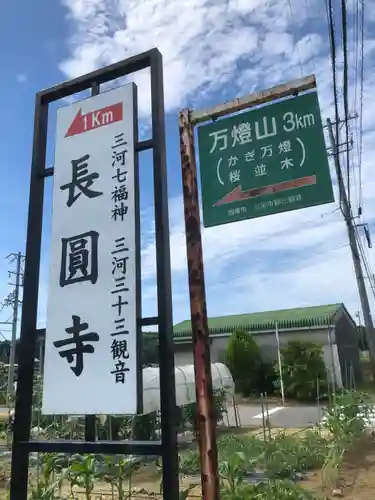 1Km
三河七福神
三河三十三観音
長圓寺
万燈山 3km
(かぎ万燈
桜並木)